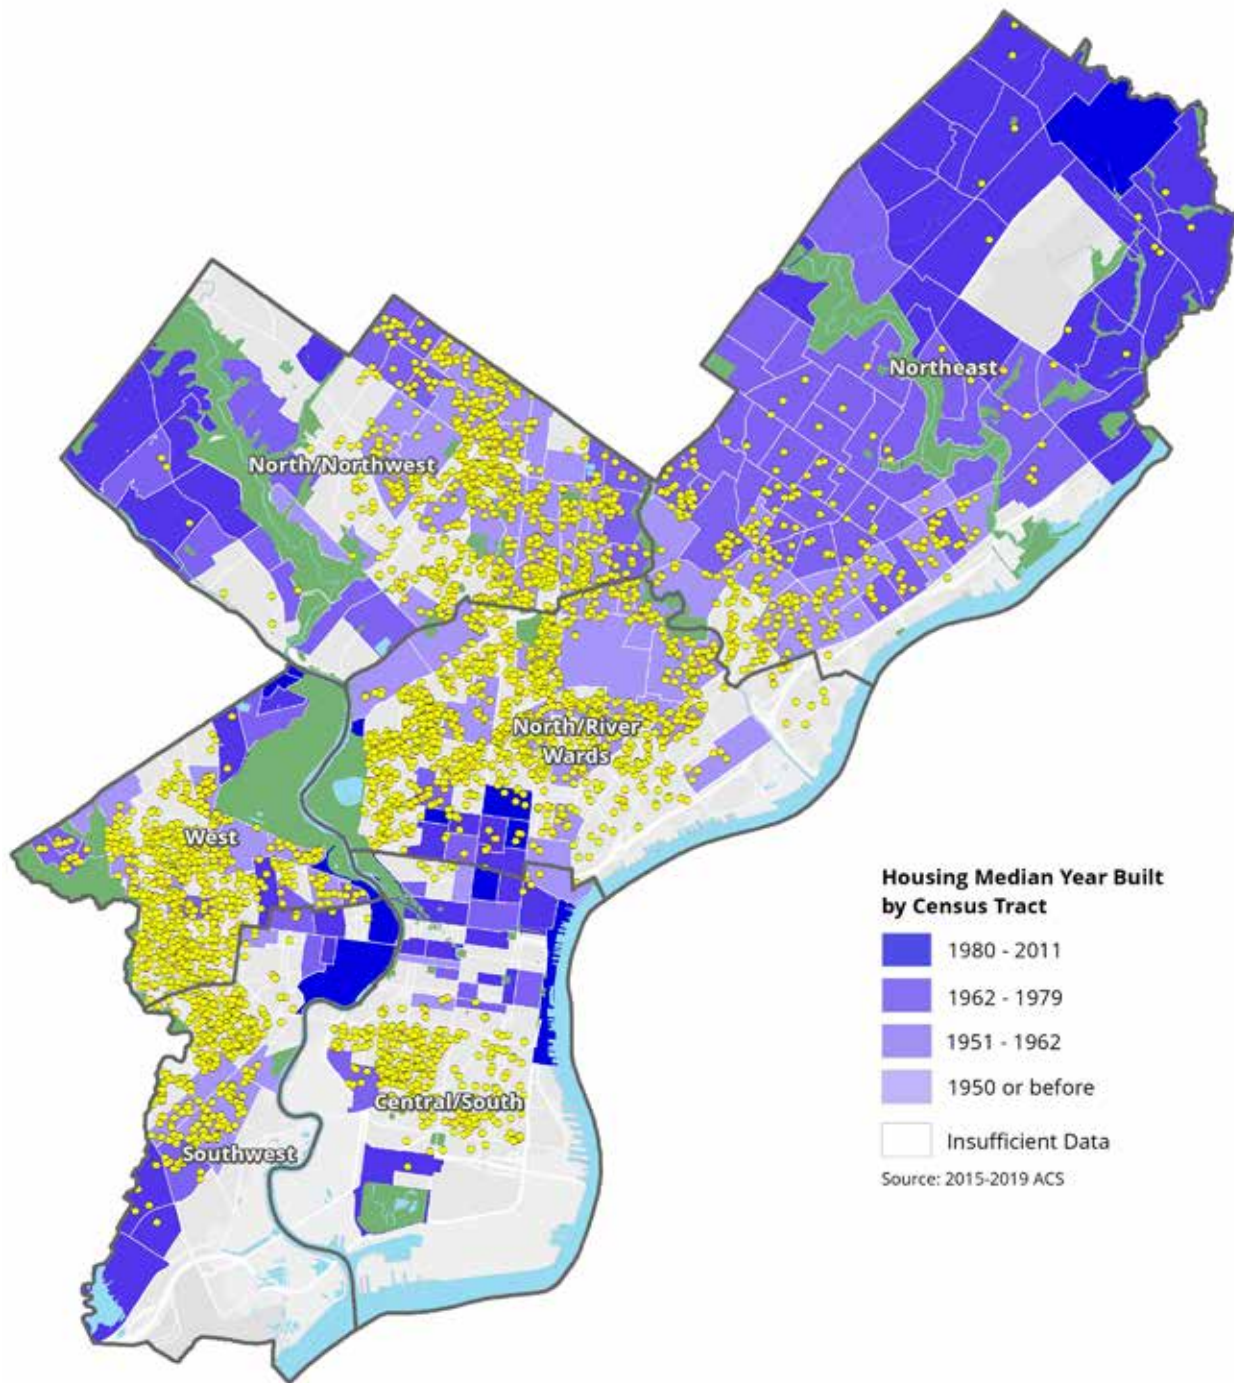 Northeast
North/Northwest
North/River
Wards
West
Central/South
Southwest
Housing Median Year Built
by Census Tract
1980 - 2011
1962 - 1979
1951 - 1962
1950 or before
Insufficient Data
Source: 2015-2019 ACS